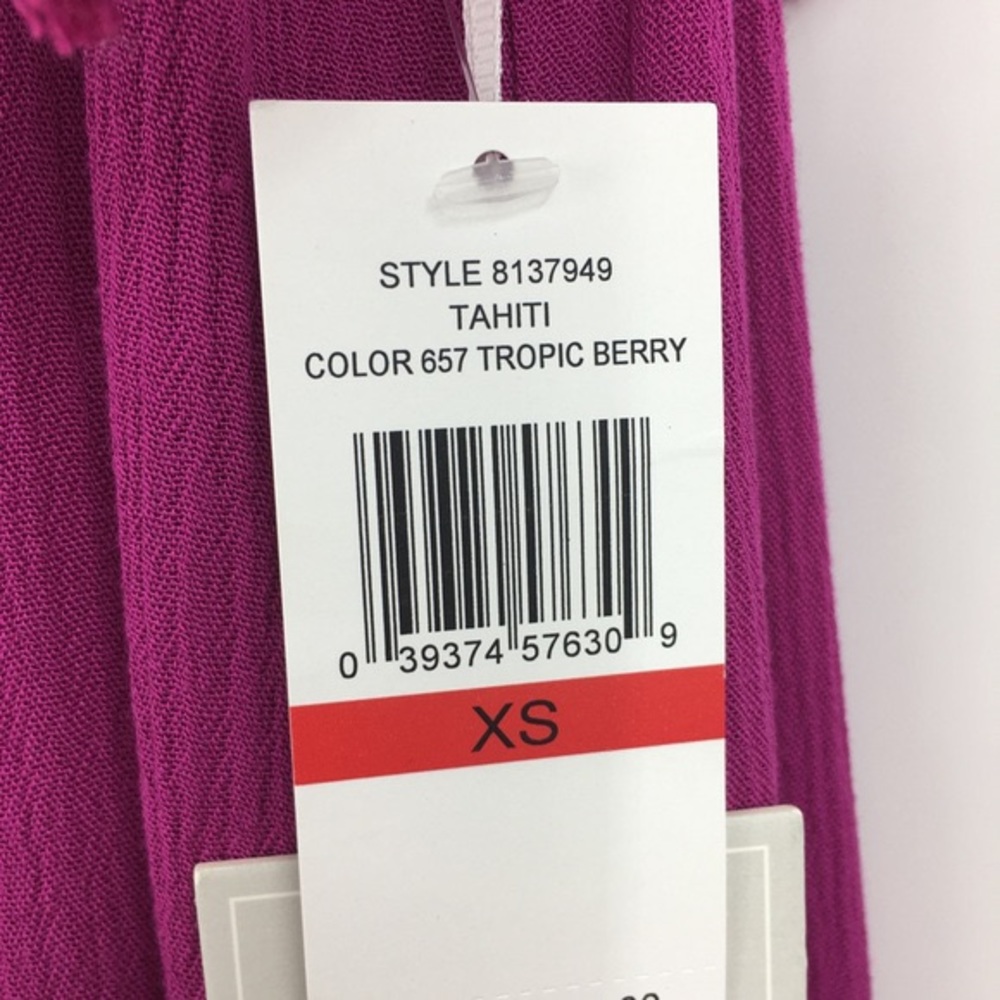 STYLE 8137949
TAHITI
COLOR 657 TROPIC BERRY
0 39374 57630 9
XS